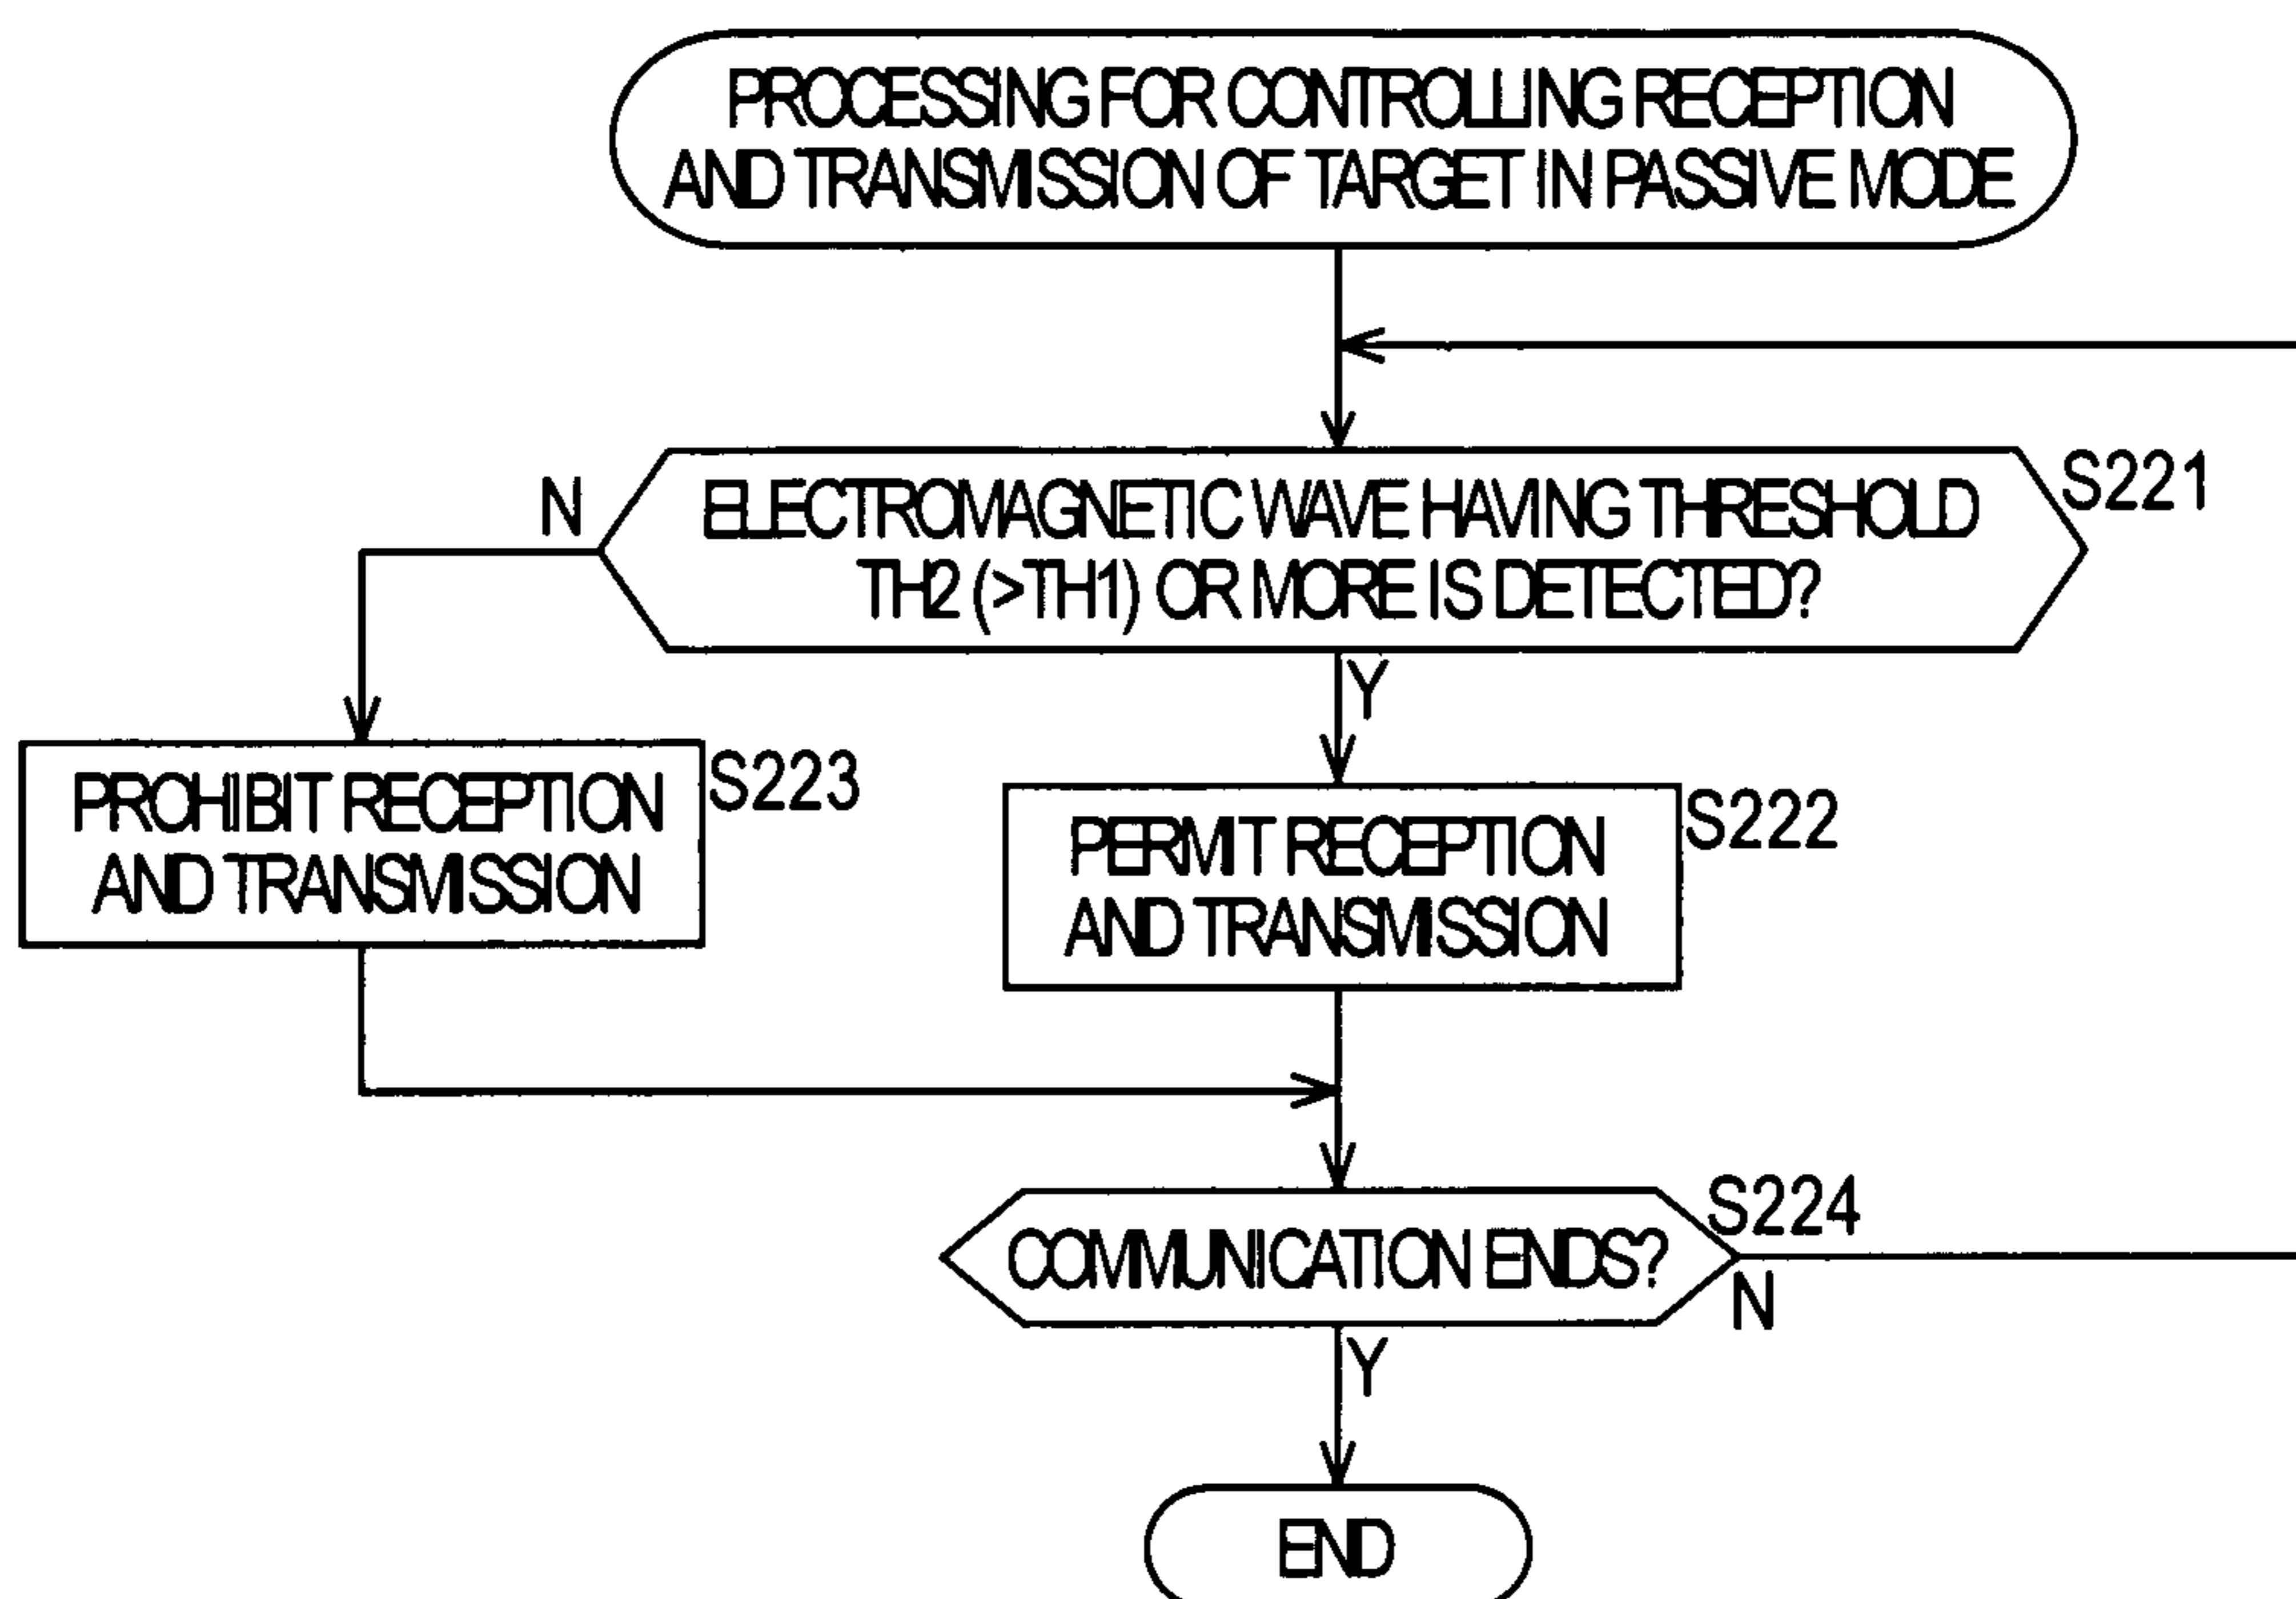 PROCESSING FOR CONTROLLING RECEPTION
AND TRANSMISSION OF TARGET IN PASSIVE MODE
N
ELECTROMAGNETIC WAVE HAVING THRESHOLD
TH2 (>TH1) OR MORE IS DETECTED?
S221
Y
PROHIBIT RECEPTION
AND TRANSMISSION
S223
PERMIT RECEPTION
AND TRANSMISSION
S222
COMMUNICATION ENDS?
S224
N
Y
END